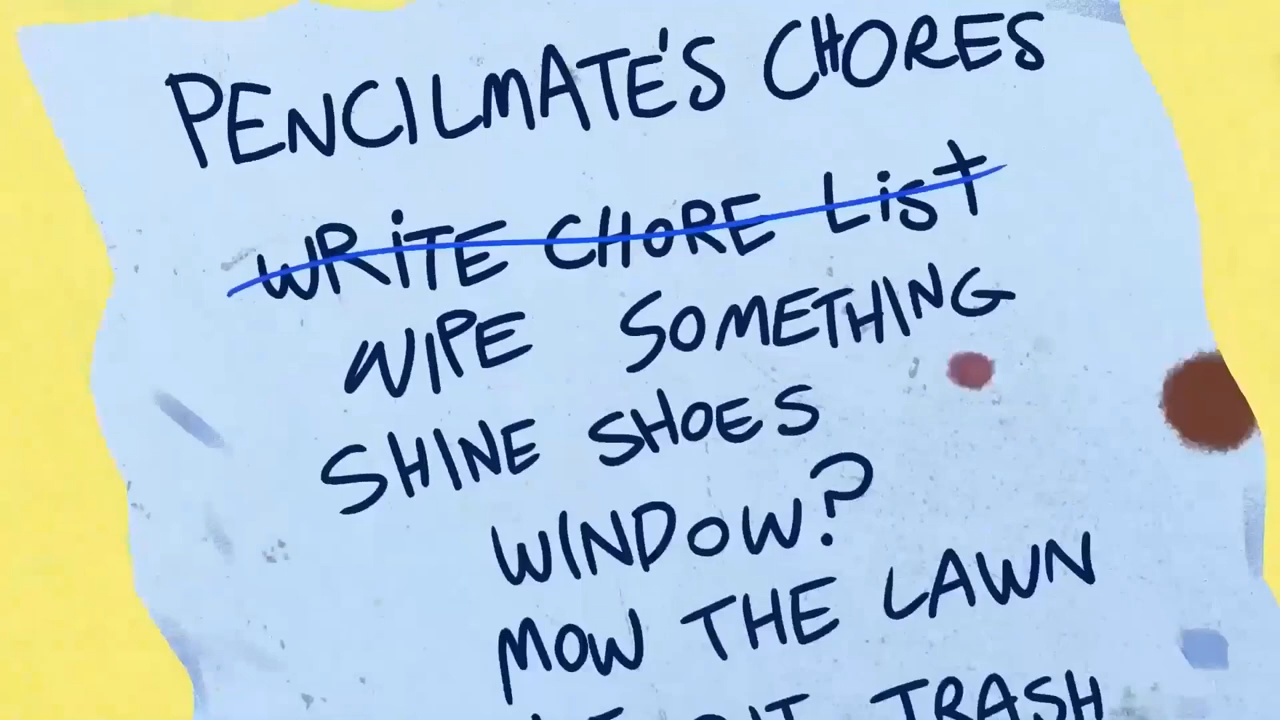 PENCILMATE'S CHORES
WRITE CHORE LIST
WIPE SOMETHING
SHINE SHOES
WINDOW?
MOW THE LAWN
TRASH